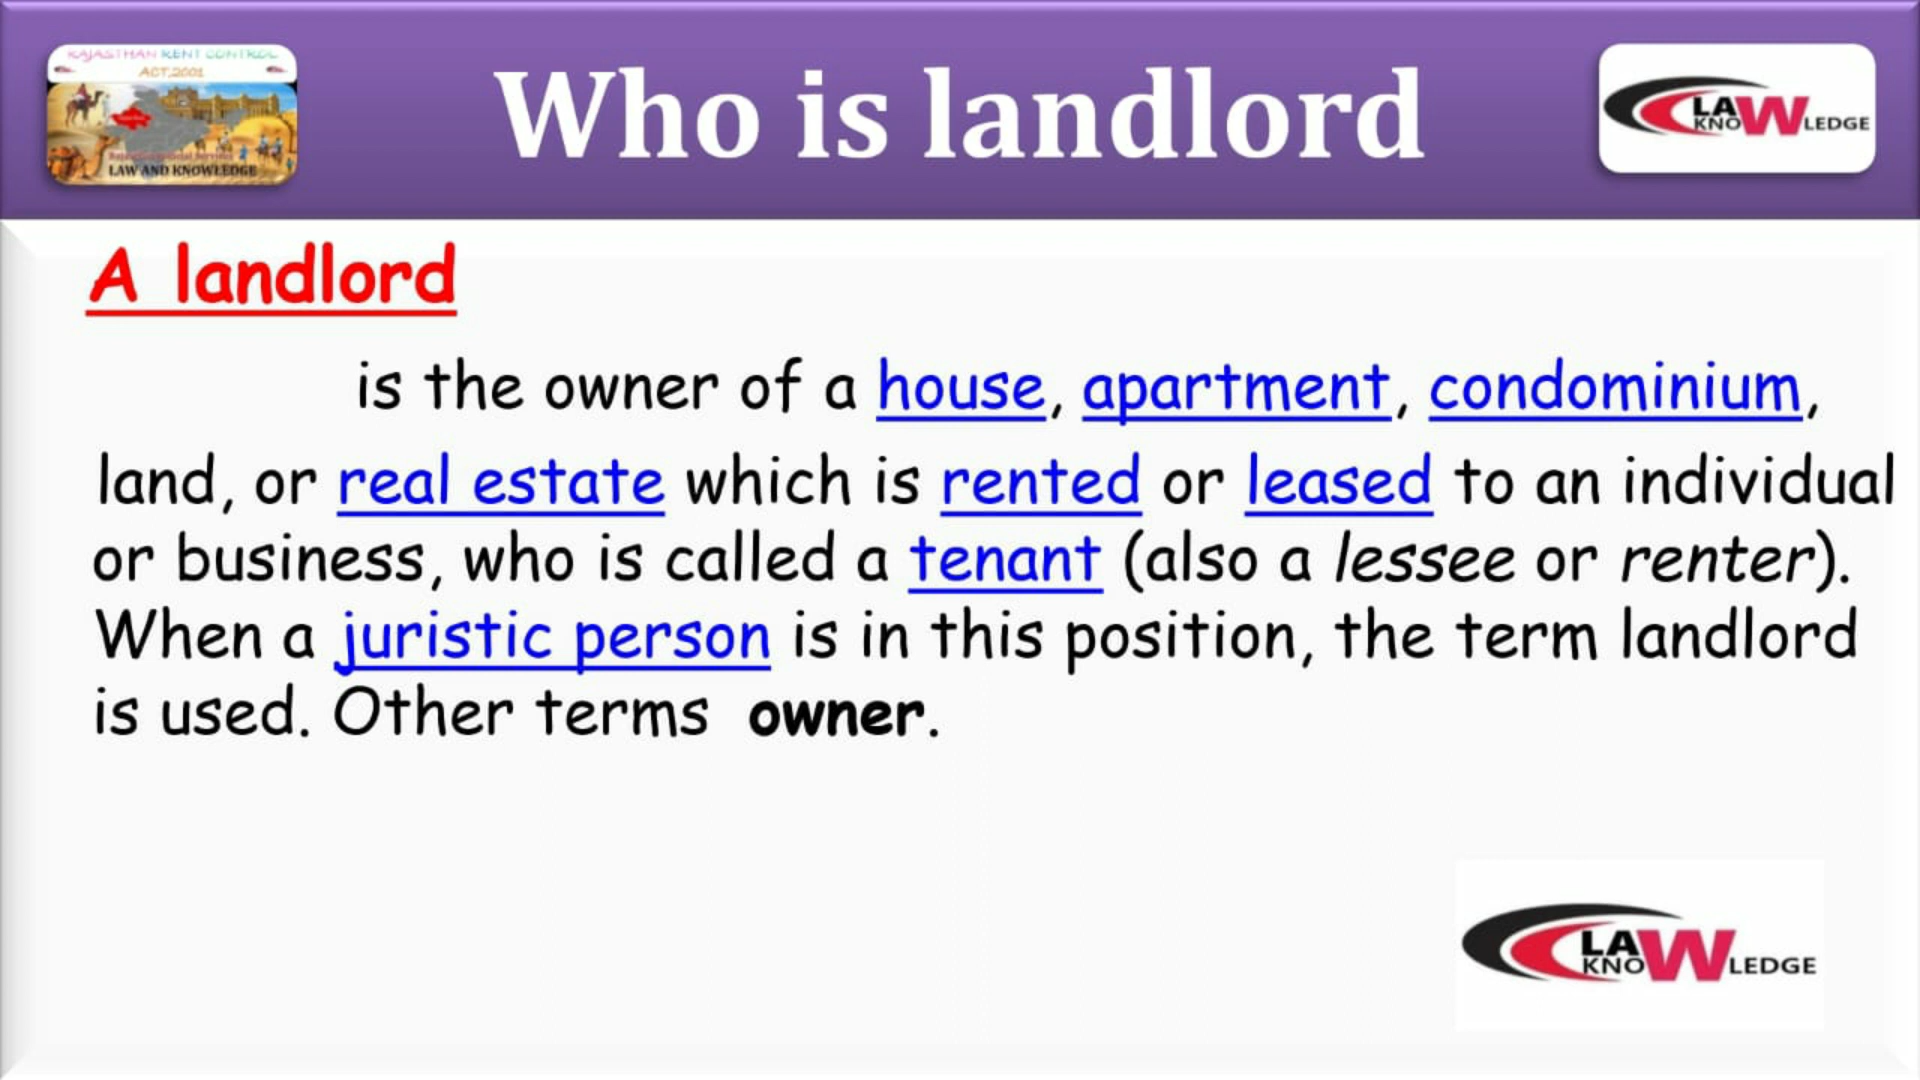 RAJASTHAN RENT CONTROL
ACT,2001
LAW AND KNOWLEDGE
Who is landlord
LAW
KNOWLEDGE
A landlord
is the owner of a house, apartment, condominium,
land, or real estate which is rented or leased to an individual
or business, who is called a tenant (also a lessee or renter).
When a juristic person is in this position, the term landlord
is used. Other terms owner.
LAW
KNOWLEDGE